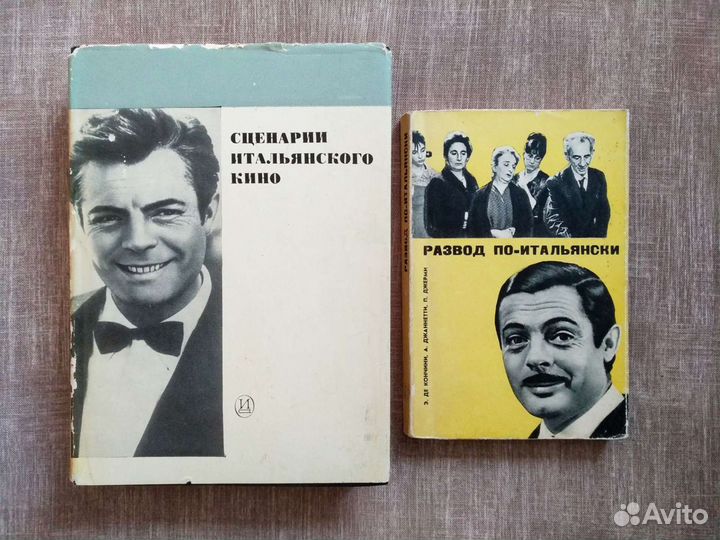 СЦЕНАРИИ
ИТАЛЬЯНСКОГО
КИНО
И
РАЗВОД ПО-ИТАЛЬЯНСКИ
РАЗВОД ПО-ИТАЛЬЯНСКИ
Э. ДЕ КОНЧИНИ, А. ДЖАННЕТТИ, П. ДЖЕРМИ
Avito